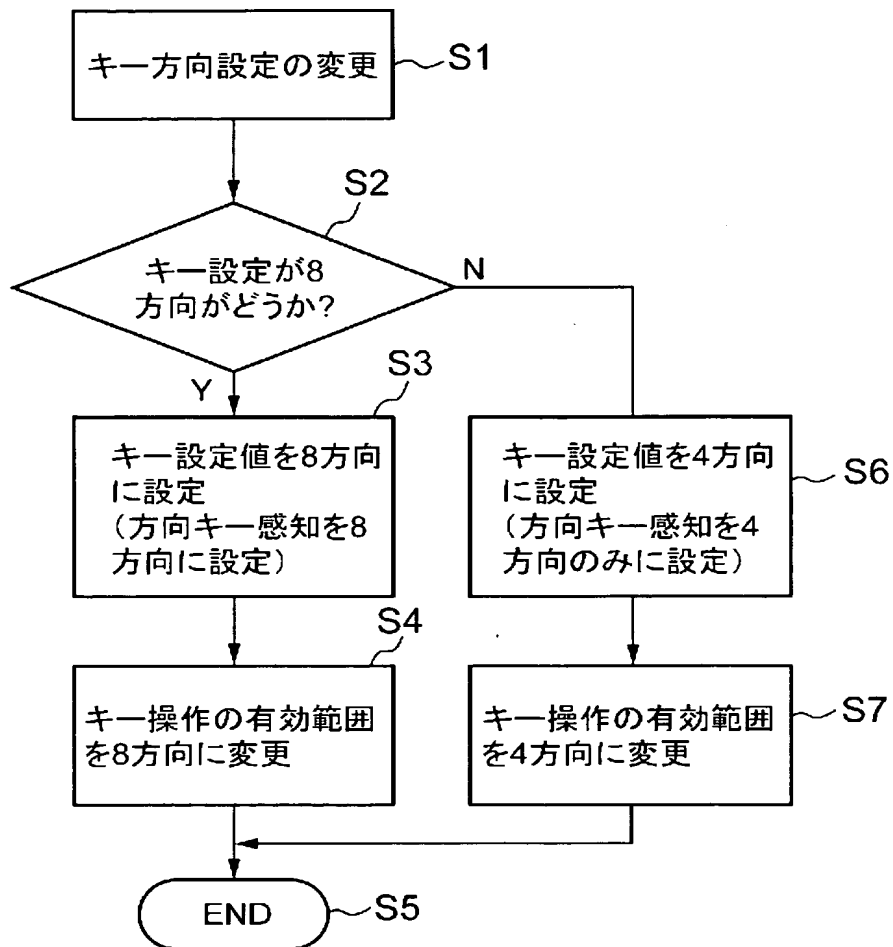 キー方向設定の変更
S1
S2
キー設定が8
方向がどうか?
N
Y
S3
キー設定値を8方向
に設定
(方向キー感知を8
方向に設定)
キー設定値を4方向
に設定
(方向キー感知を4
方向のみに設定)
S6
S4
キー操作の有効範囲
を8方向に変更
キー操作の有効範囲
を4方向に変更
S7
END
S5